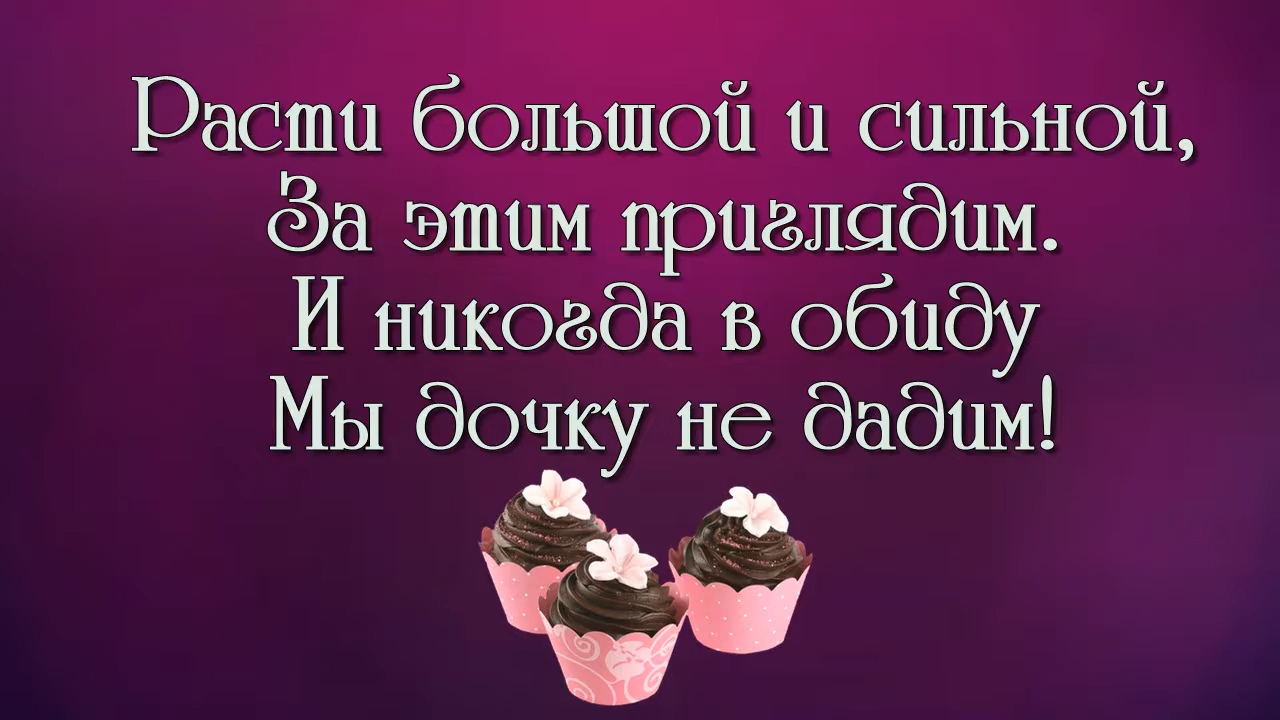 Расти большой и сильной,
За этим приглядим.
И никогда в обиду
Мы дочку не дадим!